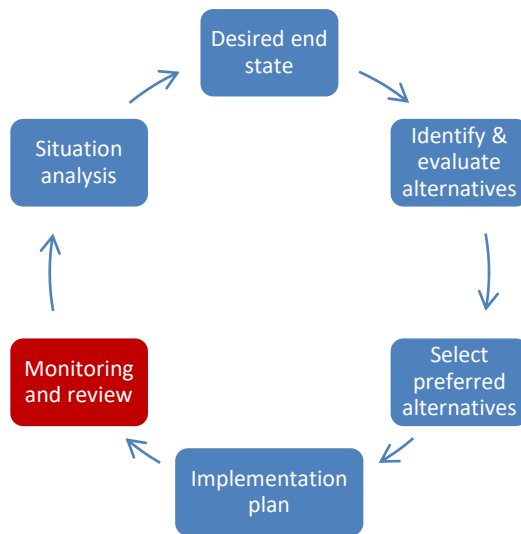 Desired end
state
Identify &
evaluate
alternatives
Select
preferred
alternatives
Implementation
plan
Monitoring
and review
Situation
analysis